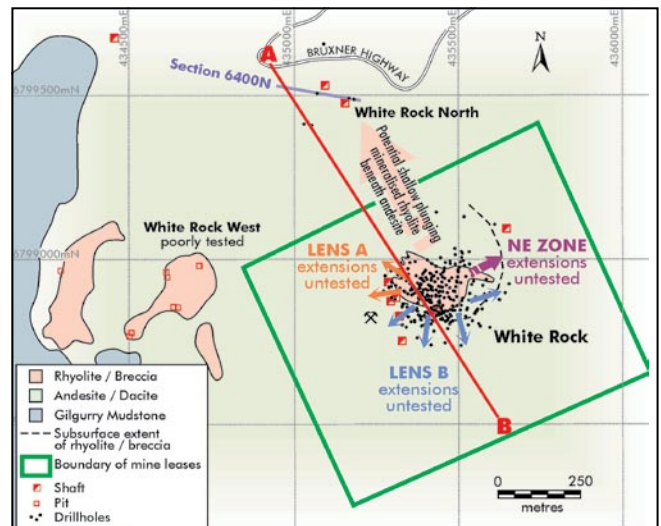 434500mE
435000mE
435500mE
436000mE
A
BRUXNER HIGHWAY
N
Section 6400N
6799500mN
White Rock North
Potential shallow plunging
mineralised rhyolite
beneath andesite
White Rock West
poorly tested
6799000mN
LENS A
extensions
untested
NE ZONE
extensions
untested
White Rock
LENS B
extensions
untested
B
Rhyolite / Breccia
Andesite / Dacite
Gilgurry Mudstone
Subsurface extent
of rhyolite / breccia
Boundary of mine leases
Shaft
Pit
Drillholes
0 250
metres